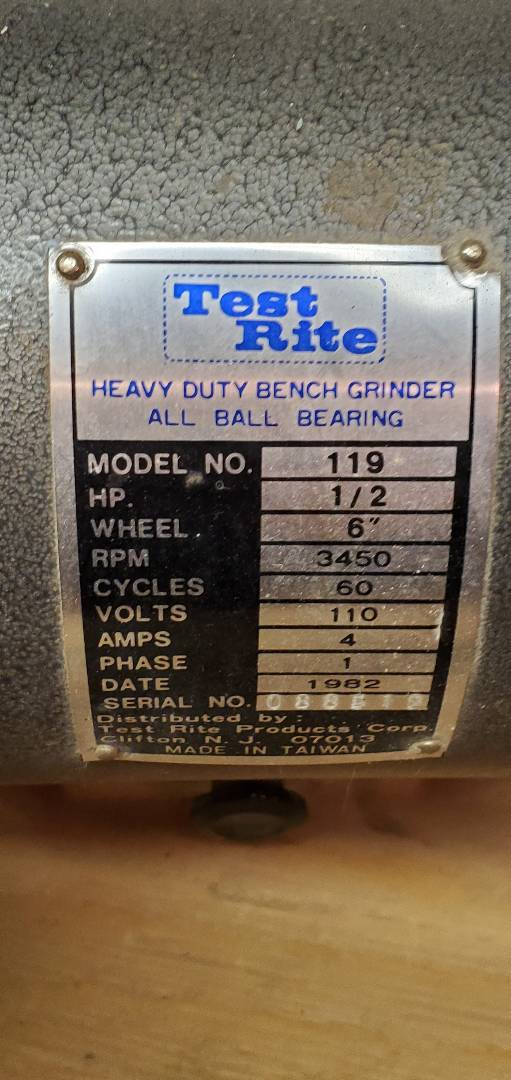 Test
Rite
HEAVY DUTY BENCH GRINDER
ALL BALL BEARING
MODEL NO. 119
HP. 1/2
WHEEL. 6"
RPM 3450
CYCLES 60
VOLTS 110
AMPS 4
PHASE 1
DATE 1982
SERIAL NO.
Distributed by:
Test Rite Products Corp.
Clifton N.J. 07013
MADE IN TAIWAN